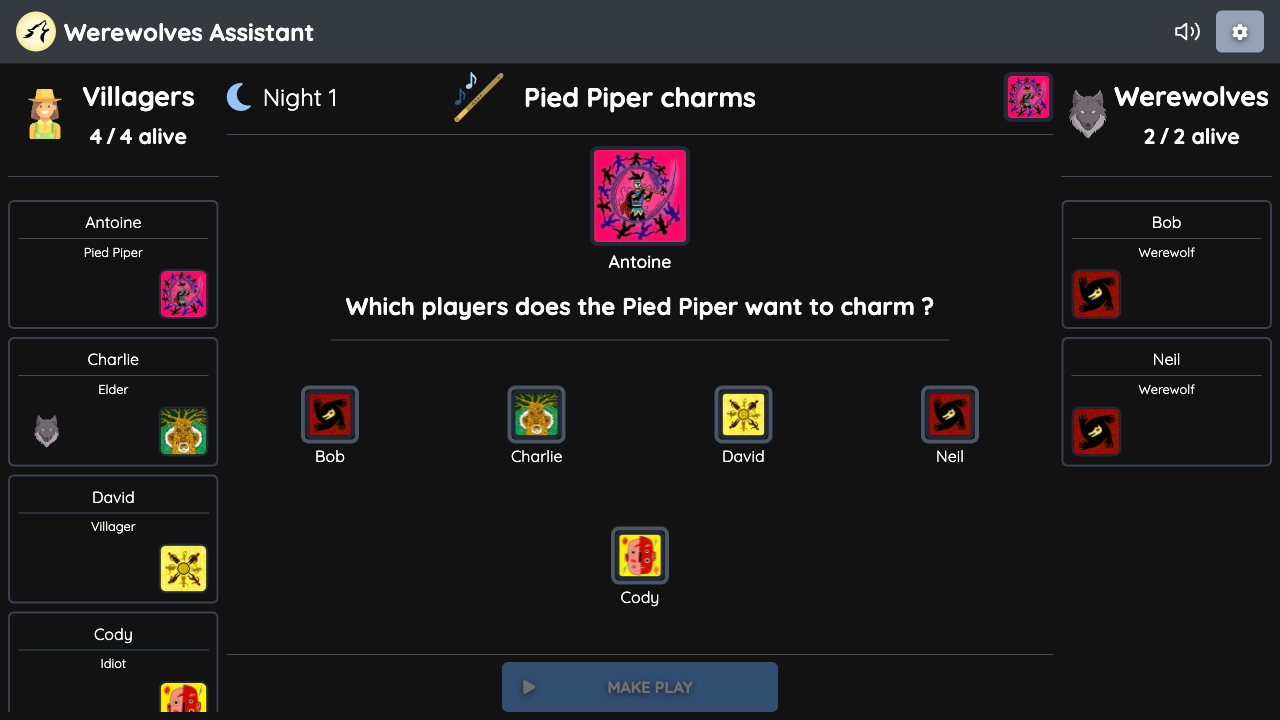 Werewolves Assistant
Villagers
4 / 4 alive
Night 1
Pied Piper charms
Werewolves
2 / 2 alive
Antoine
Pied Piper
Charlie
Elder
David
Villager
Cody
Idiot
Antoine
Which players does the Pied Piper want to charm ?
Bob
Charlie
David
Neil
Cody
MAKE PLAY
Bob
Werewolf
Neil
Werewolf